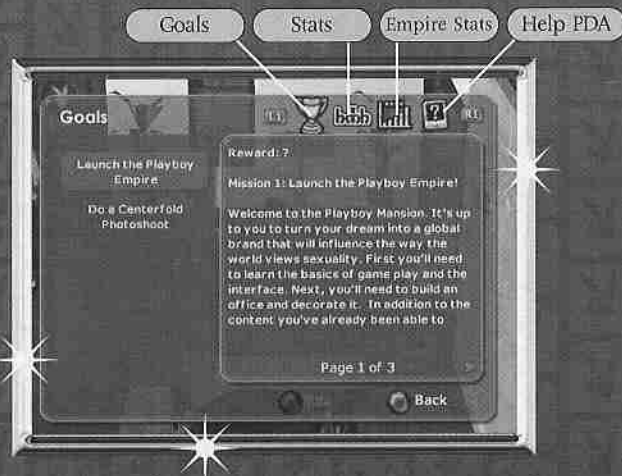 Goals
Stats
Empire Stats
Help PDA
Goals
L1
?
R1
Launch the Playboy
Empire
Do a Centerfold
Photoshoot
Reward: ?
Mission 1: Launch the Playboy Empire!
Welcome to the Playboy Mansion. It's up
to you to turn your dream into a global
brand that will influence the way the
world views sexuality. First you'll need
to learn the basics of game play and the
interface. Next, you'll need to build an
office and decorate it. In addition to the
content you've already been able to
Page 1 of 3
Back